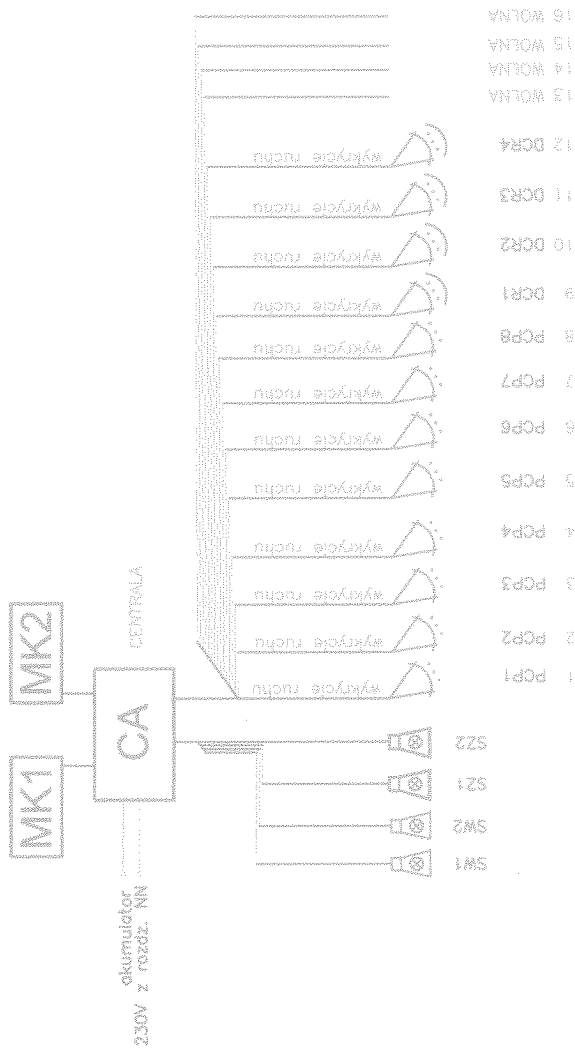 16 WOLNA
15 WOLNA
14 WOLNA
13 WOLNA
12 DCR4
wykrycie ruchu
11 DCR3
wykrycie ruchu
10 DCR2
wykrycie ruchu
9 DCR1
wykrycie ruchu
8 PCP8
wykrycie ruchu
7 PCP7
wykrycie ruchu
6 PCP6
wykrycie ruchu
5 PCP5
wykrycie ruchu
4 PCP4
wykrycie ruchu
3 PCP3
wykrycie ruchu
2 PCP2
wykrycie ruchu
1 PCP1
wykrycie ruchu
MK2
CENTRALA
CA
MK1
SZ2
SZ1
SW2
SW1
akumulator
230V z rozdz. NN